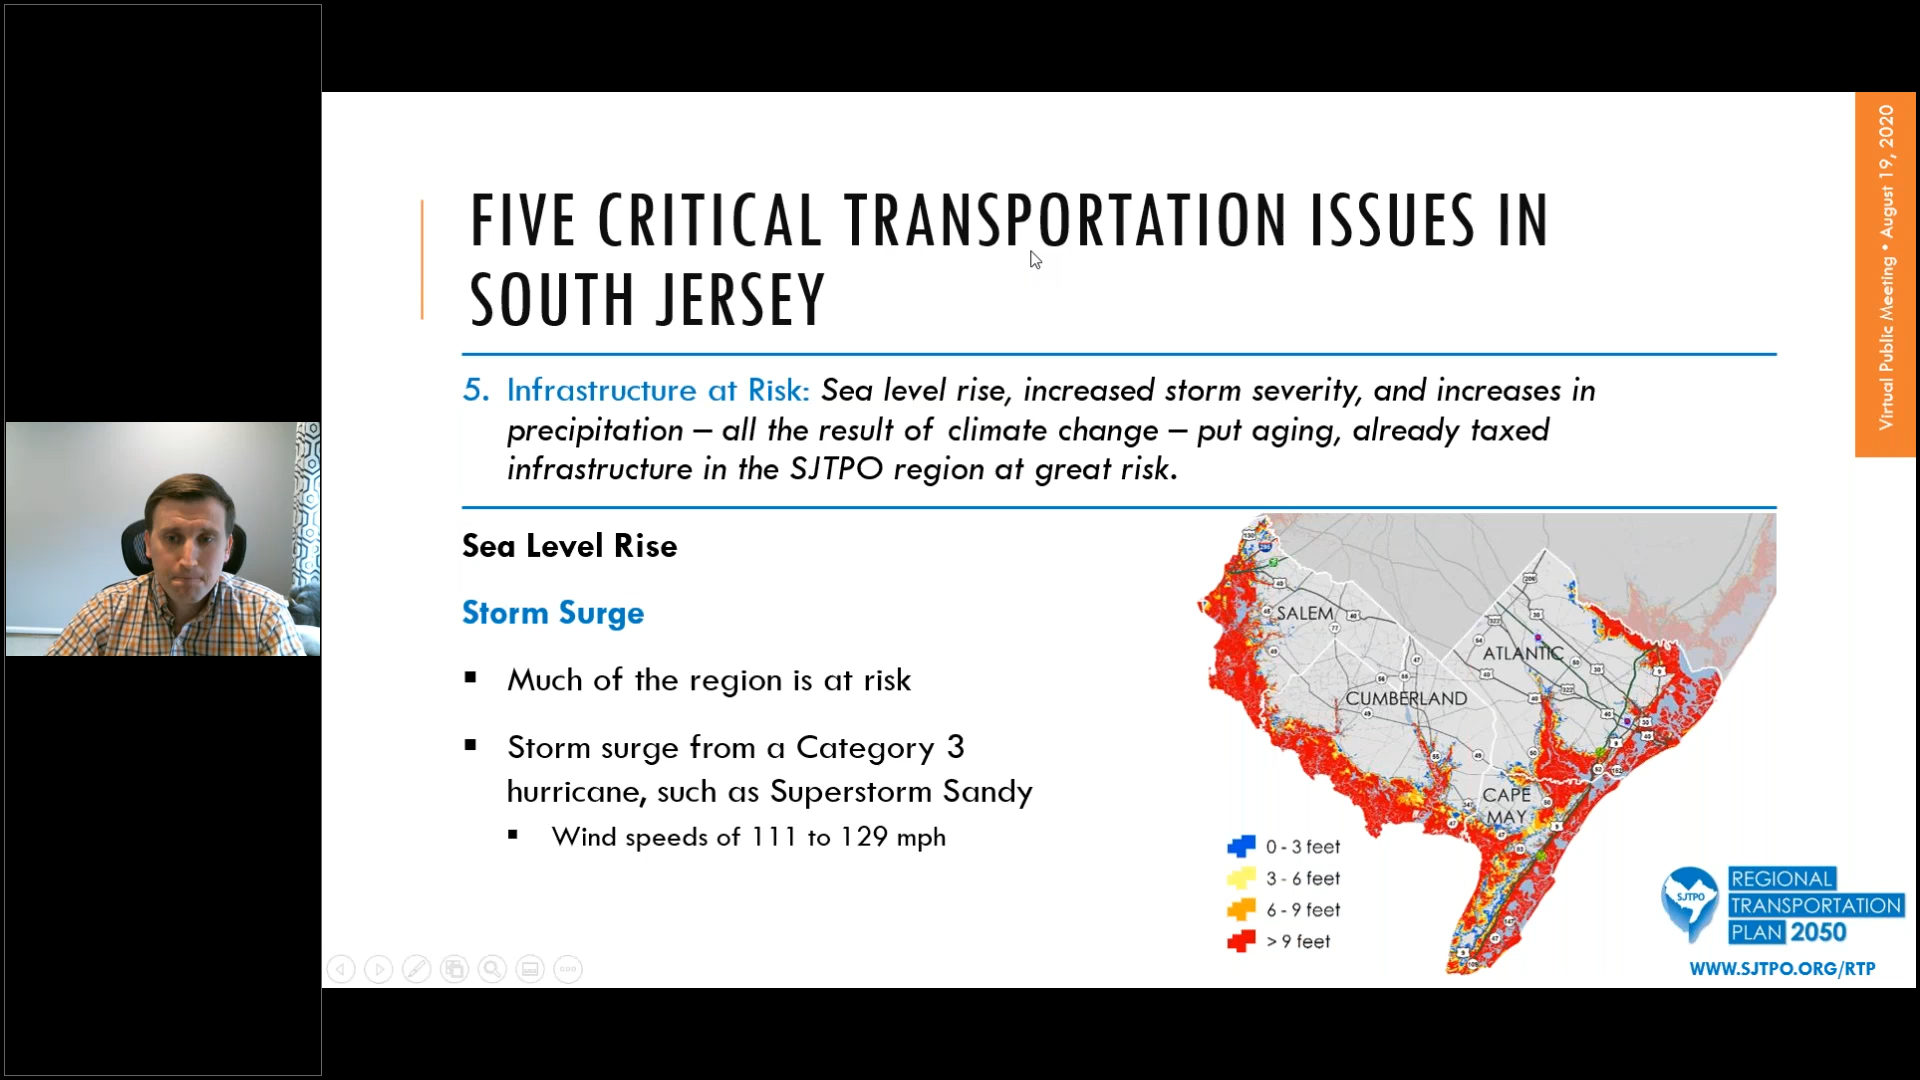 Virtual Public Meeting • August 19, 2020
FIVE CRITICAL TRANSPORTATION ISSUES IN
SOUTH JERSEY
5. Infrastructure at Risk: Sea level rise, increased storm severity, and increases in
precipitation – all the result of climate change – put aging, already taxed
infrastructure in the SJTPO region at great risk.
Sea Level Rise
Storm Surge
▪ Much of the region is at risk
▪ Storm surge from a Category 3
hurricane, such as Superstorm Sandy
▪ Wind speeds of 111 to 129 mph
SALEM
ATLANTIC
CUMBERLAND
CAPE
MAY
0 - 3 feet
3 - 6 feet
6 - 9 feet
> 9 feet
SJTPO
REGIONAL
TRANSPORTATION
PLAN 2050
WWW.SJTPO.ORG/RTP